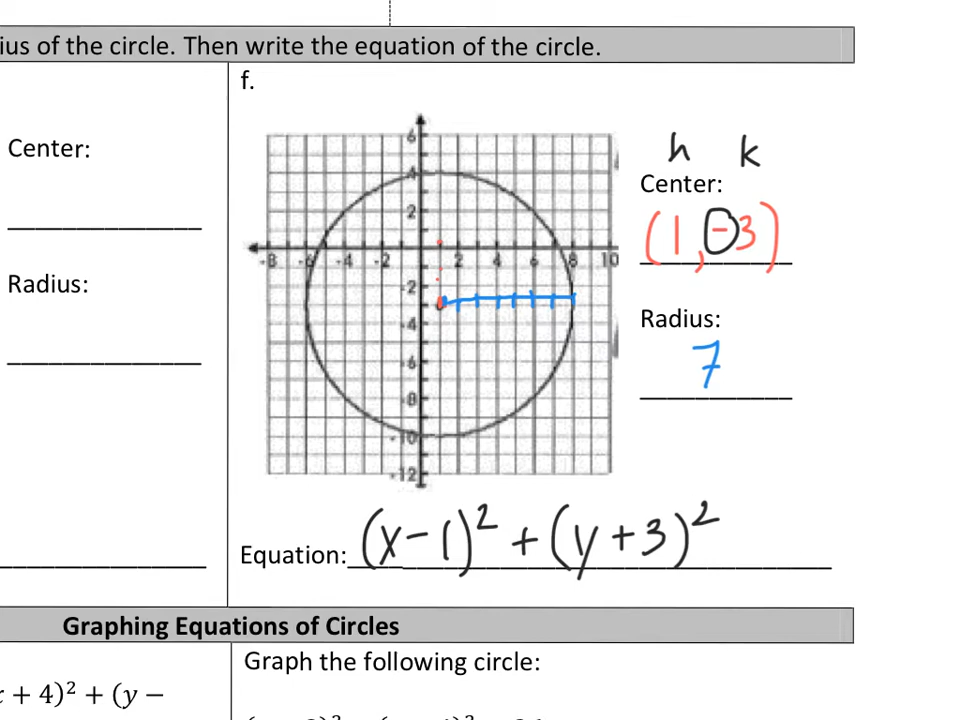 ius of the circle. Then write the equation of the circle.
f.
Center:
Radius:
6
4
2
-8 -6 -4 -2 2 4 6 8 10
-2
-4
-6
-8
-10
-12
h k
Center:
(1, -3)
Radius:
7
Equation: (x-1)² + (y+3)²
Graphing Equations of Circles
Graph the following circle:
x + 4)² + (y −